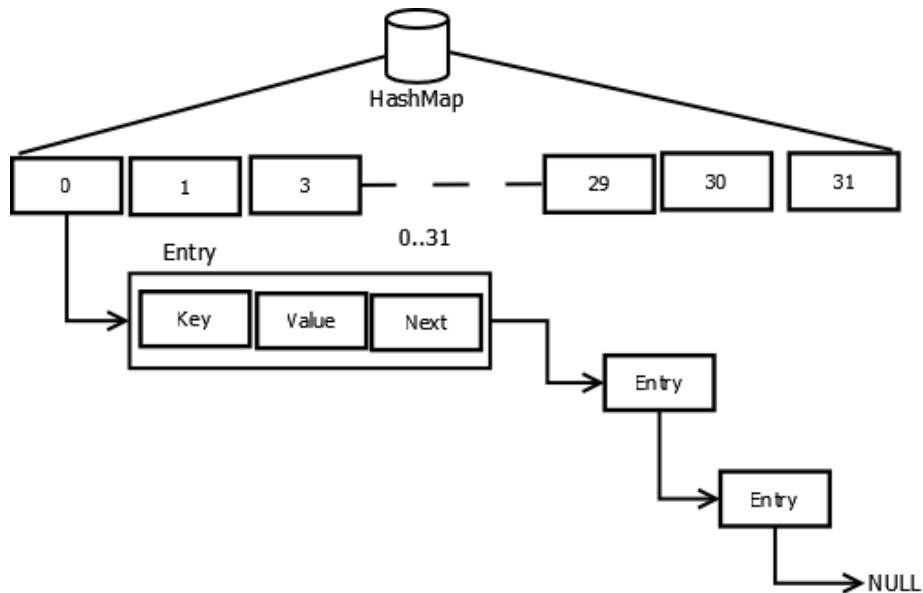 HashMap
0 1 3 29 30 31
0..31
Entry
Key Value Next
Entry
Entry
NULL